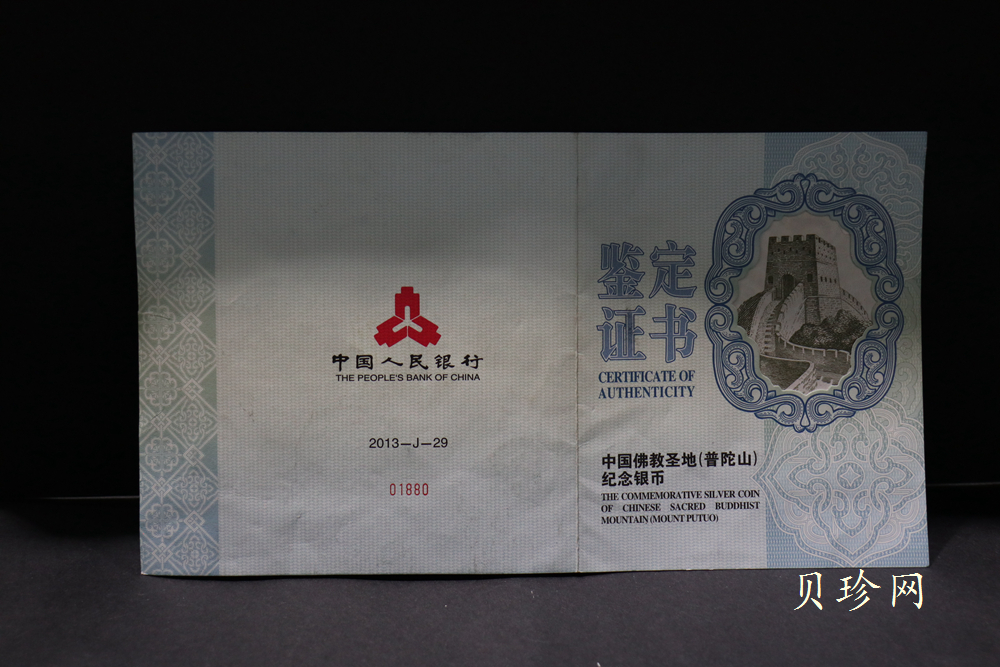 中国人民银行
THE PEOPLE'S BANK OF CHINA
2013—J—29
01880
鉴定
证书
CERTIFICATE OF
AUTHENTICITY
中国佛教圣地(普陀山)
纪念银币
THE COMMEMORATIVE SILVER COIN
OF CHINESE SACRED BUDDHIST
MOUNTAIN (MOUNT PUTUO)
贝珍网